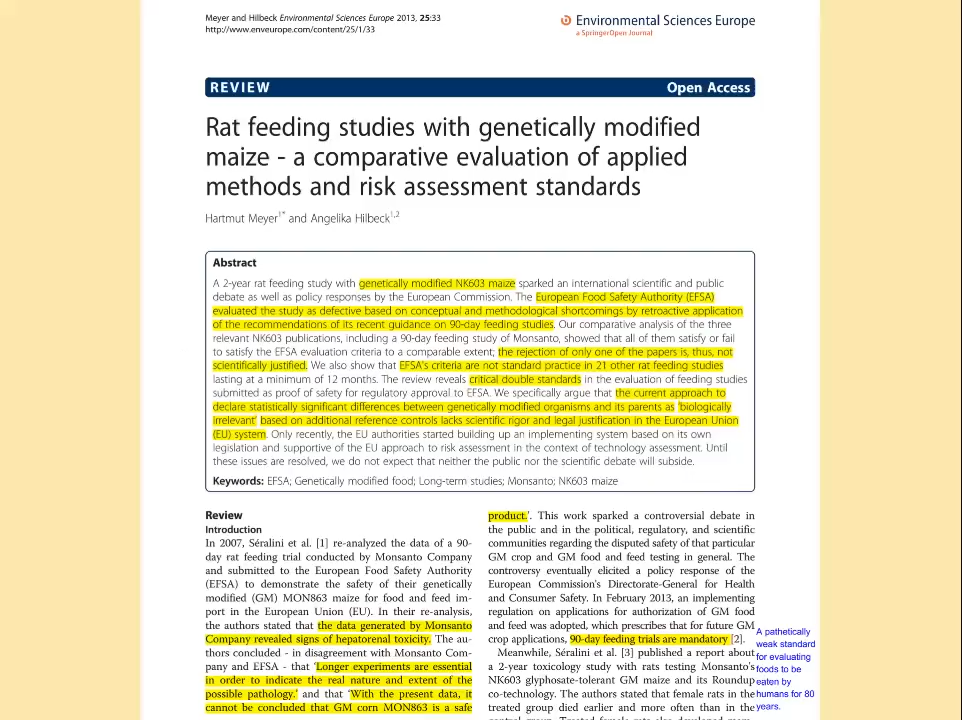 Meyer and Hilbeck Environmental Sciences Europe 2013, 25:33
http://www.enveurope.com/content/25/1/33
Environmental Sciences Europe
a SpringerOpen Journal
REVIEW
Open Access
Rat feeding studies with genetically modified
maize - a comparative evaluation of applied
methods and risk assessment standards
Hartmut Meyer1* and Angelika Hilbeck1,2
Abstract
A 2-year rat feeding study with genetically modified NK603 maize sparked an international scientific and public
debate as well as policy responses by the European Commission. The European Food Safety Authority (EFSA)
evaluated the study as defective based on conceptual and methodological shortcomings by retroactive application
of the recommendations of its recent guidance on 90-day feeding studies. Our comparative analysis of the three
relevant NK603 publications, including a 90-day feeding study of Monsanto, showed that all of them satisfy or fail
to satisfy the EFSA evaluation criteria to a comparable extent; the rejection of only one of the papers is, thus, not
scientifically justified. We also show that EFSA's criteria are not standard practice in 21 other rat feeding studies
lasting at a minimum of 12 months. The review reveals critical double standards in the evaluation of feeding studies
submitted as proof of safety for regulatory approval to EFSA. We specifically argue that the current approach to
declare statistically significant differences between genetically modified organisms and its parents as 'biologically
irrelevant' based on additional reference controls lacks scientific rigor and legal justification in the European Union
(EU) system. Only recently, the EU authorities started building up an implementing system based on its own
legislation and supportive of the EU approach to risk assessment in the context of technology assessment. Until
these issues are resolved, we do not expect that neither the public nor the scientific debate will subside.
Keywords: EFSA; Genetically modified food; Long-term studies; Monsanto; NK603 maize
Review
Introduction
In 2007, Séralini et al. [1] re-analyzed the data of a 90-
day rat feeding trial conducted by Monsanto Company
and submitted to the European Food Safety Authority
(EFSA) to demonstrate the safety of their genetically
modified (GM) MON863 maize for food and feed im-
port in the European Union (EU). In their re-analysis,
the authors stated that the data generated by Monsanto
Company revealed signs of hepatorenal toxicity. The au-
thors concluded - in disagreement with Monsanto Com-
pany and EFSA - that 'Longer experiments are essential
in order to indicate the real nature and extent of the
possible pathology.' and that 'With the present data, it
cannot be concluded that GM corn MON863 is a safe
product.'. This work sparked a controversial debate in
the public and in the political, regulatory, and scientific
communities regarding the disputed safety of that particular
GM crop and GM food and feed testing in general. The
controversy eventually elicited a policy response of the
European Commission's Directorate-General for Health
and Consumer Safety. In February 2013, an implementing
regulation on applications for authorization of GM food
and feed was adopted, which prescribes that for future GM
crop applications, 90-day feeding trials are mandatory [2].
Meanwhile, Séralini et al. [3] published a report about
a 2-year toxicology study with rats testing Monsanto's
NK603 glyphosate-tolerant GM maize and its Roundup
co-technology. The authors stated that female rats in the
treated group died earlier and more often than in the
A pathetically
weak standard
for evaluating
foods to be
eaten by
humans for 80
years.